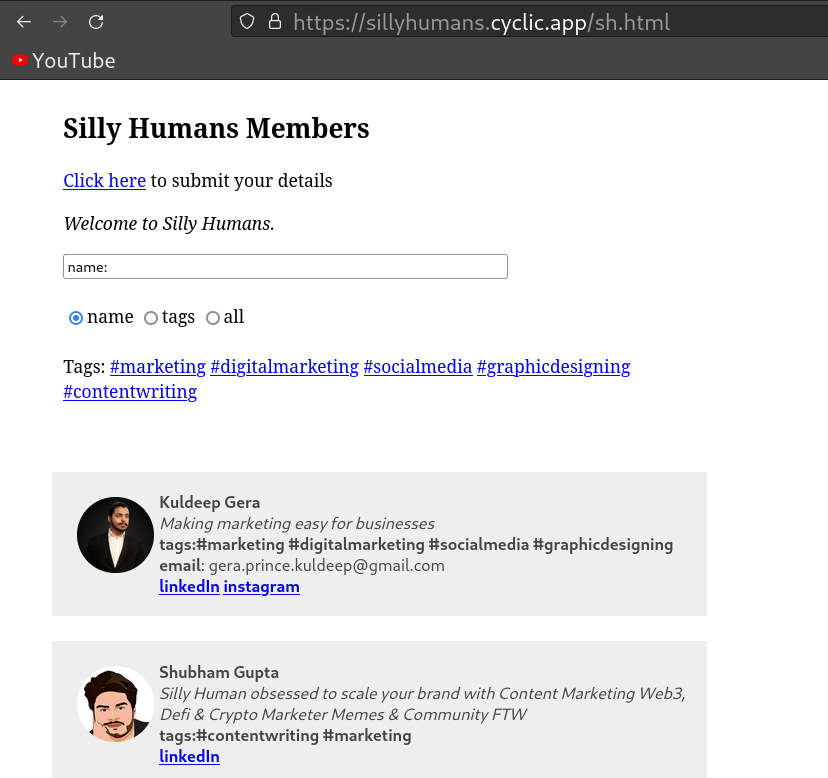 https://sillyhumans.cyclic.app/sh.html
YouTube
Silly Humans Members
Click here to submit your details
Welcome to Silly Humans.
name:
name tags all
Tags: #marketing #digitalmarketing #socialmedia #graphicdesigning
#contentwriting
Kuldeep Gera
Making marketing easy for businesses
tags:#marketing #digitalmarketing #socialmedia #graphicdesigning
email: gera.prince.kuldeep@gmail.com
linkedIn instagram
Shubham Gupta
Silly Human obsessed to scale your brand with Content Marketing Web3,
Defi & Crypto Marketer Memes & Community FTW
tags:#contentwriting #marketing
linkedIn